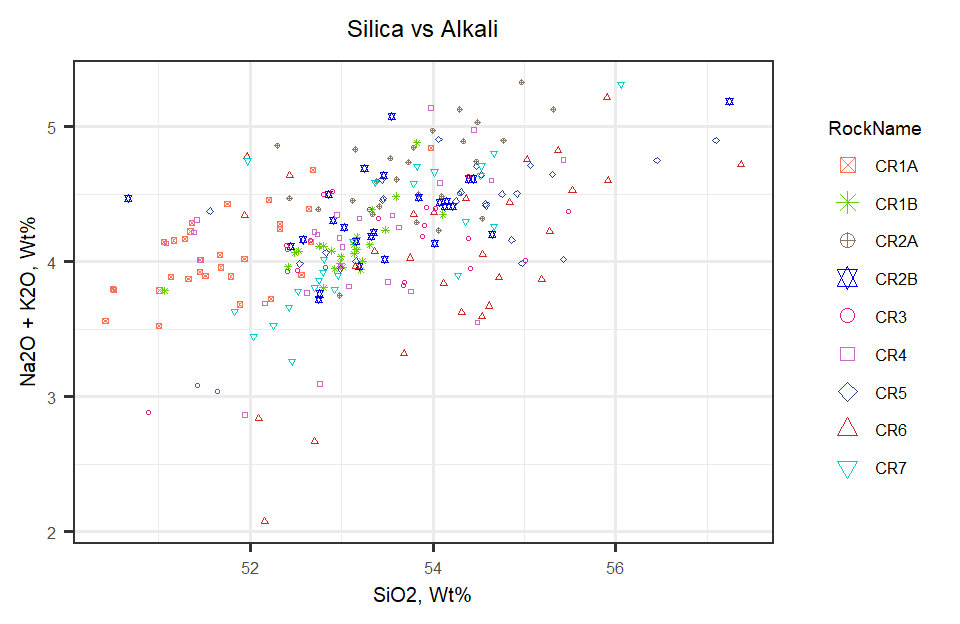 Silica vs Alkali
Na2O + K2O, Wt%
5
4
3
2
52
54
56
SiO2, Wt%
RockName
CR1A
CR1B
CR2A
CR2B
CR3
CR4
CR5
CR6
CR7